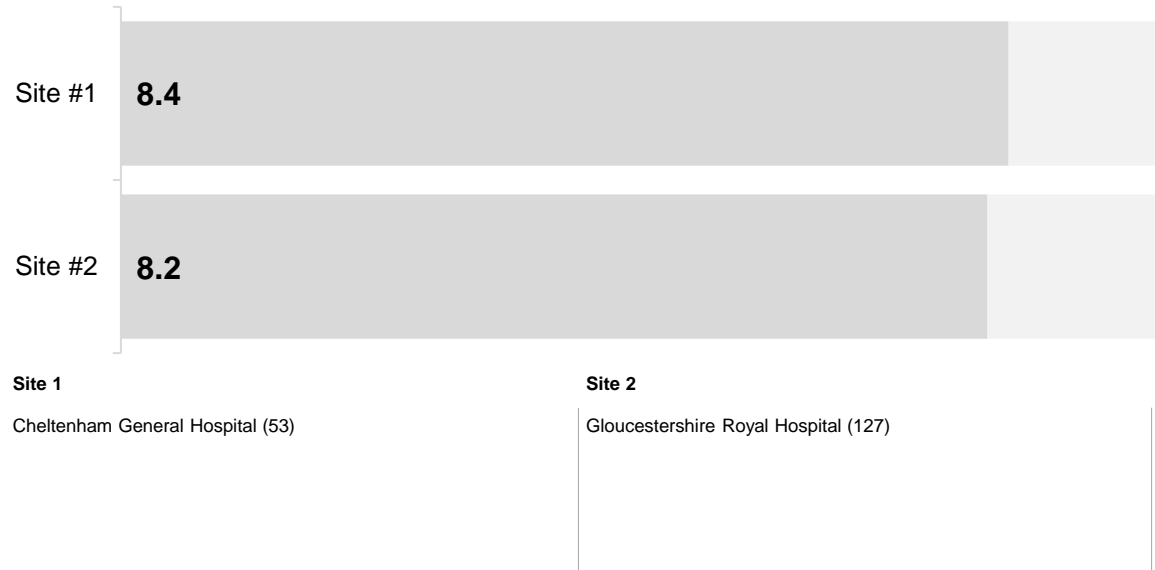 Site #1 8.4
Site #2 8.2
Site 1
Site 2
Cheltenham General Hospital (53)
Gloucestershire Royal Hospital (127)